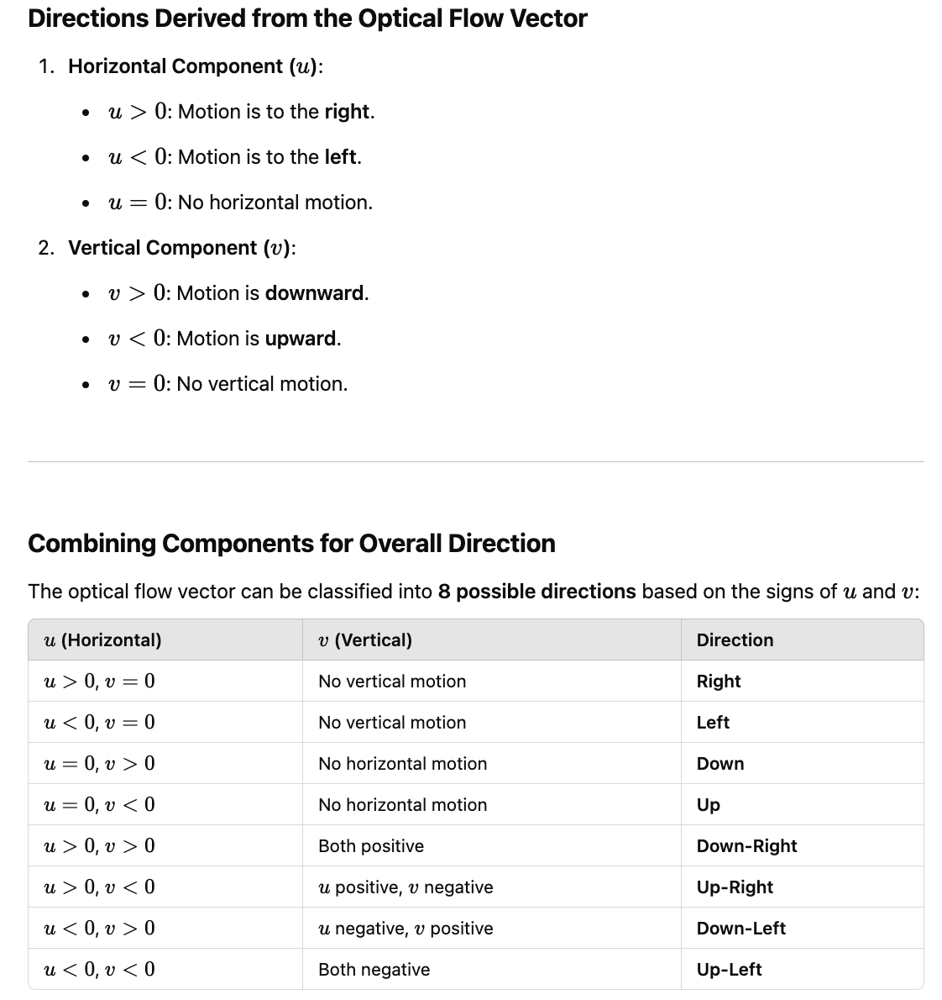 Directions Derived from the Optical Flow Vector
1. Horizontal Component (u):
• u > 0: Motion is to the right.
• u < 0: Motion is to the left.
• u = 0: No horizontal motion.
2. Vertical Component (v):
• v > 0: Motion is downward.
• v < 0: Motion is upward.
• v = 0: No vertical motion.
Combining Components for Overall Direction
The optical flow vector can be classified into 8 possible directions based on the signs of u and v:
u (Horizontal) v (Vertical) Direction
u > 0, v = 0 No vertical motion Right
u < 0, v = 0 No vertical motion Left
u = 0, v > 0 No horizontal motion Down
u = 0, v < 0 No horizontal motion Up
u > 0, v > 0 Both positive Down-Right
u > 0, v < 0 u positive, v negative Up-Right
u < 0, v > 0 u negative, v positive Down-Left
u < 0, v < 0 Both negative Up-Left